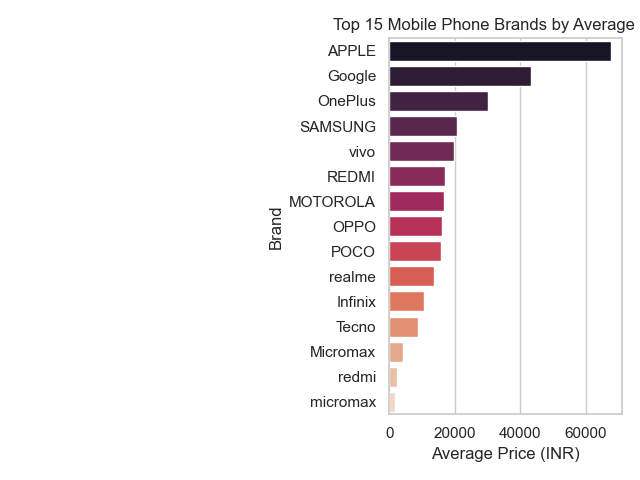 Top 15 Mobile Phone Brands by Average
APPLE
Google
OnePlus
SAMSUNG
vivo
REDMI
MOTOROLA
OPPO
POCO
realme
Infinix
Tecno
Micromax
redmi
micromax
Brand
0 20000 40000 60000
Average Price (INR)